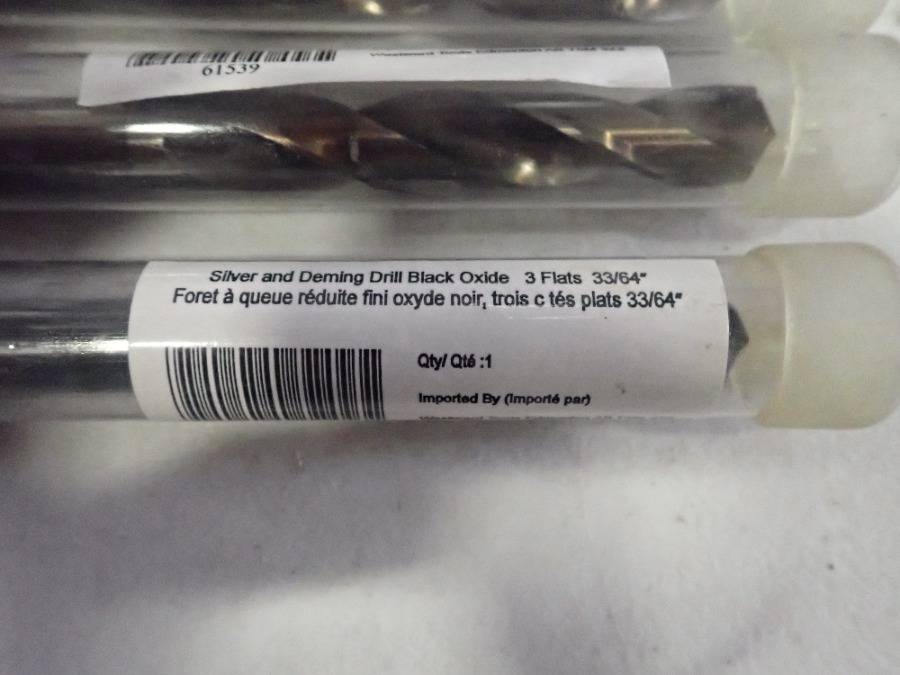 61539
Silver and Deming Drill Black Oxide 3 Flats 33/64"
Foret à queue réduite fini oxyde noir, trois c tés plats 33/64"
Qty/ Qté :1
Imported By (Importé par)